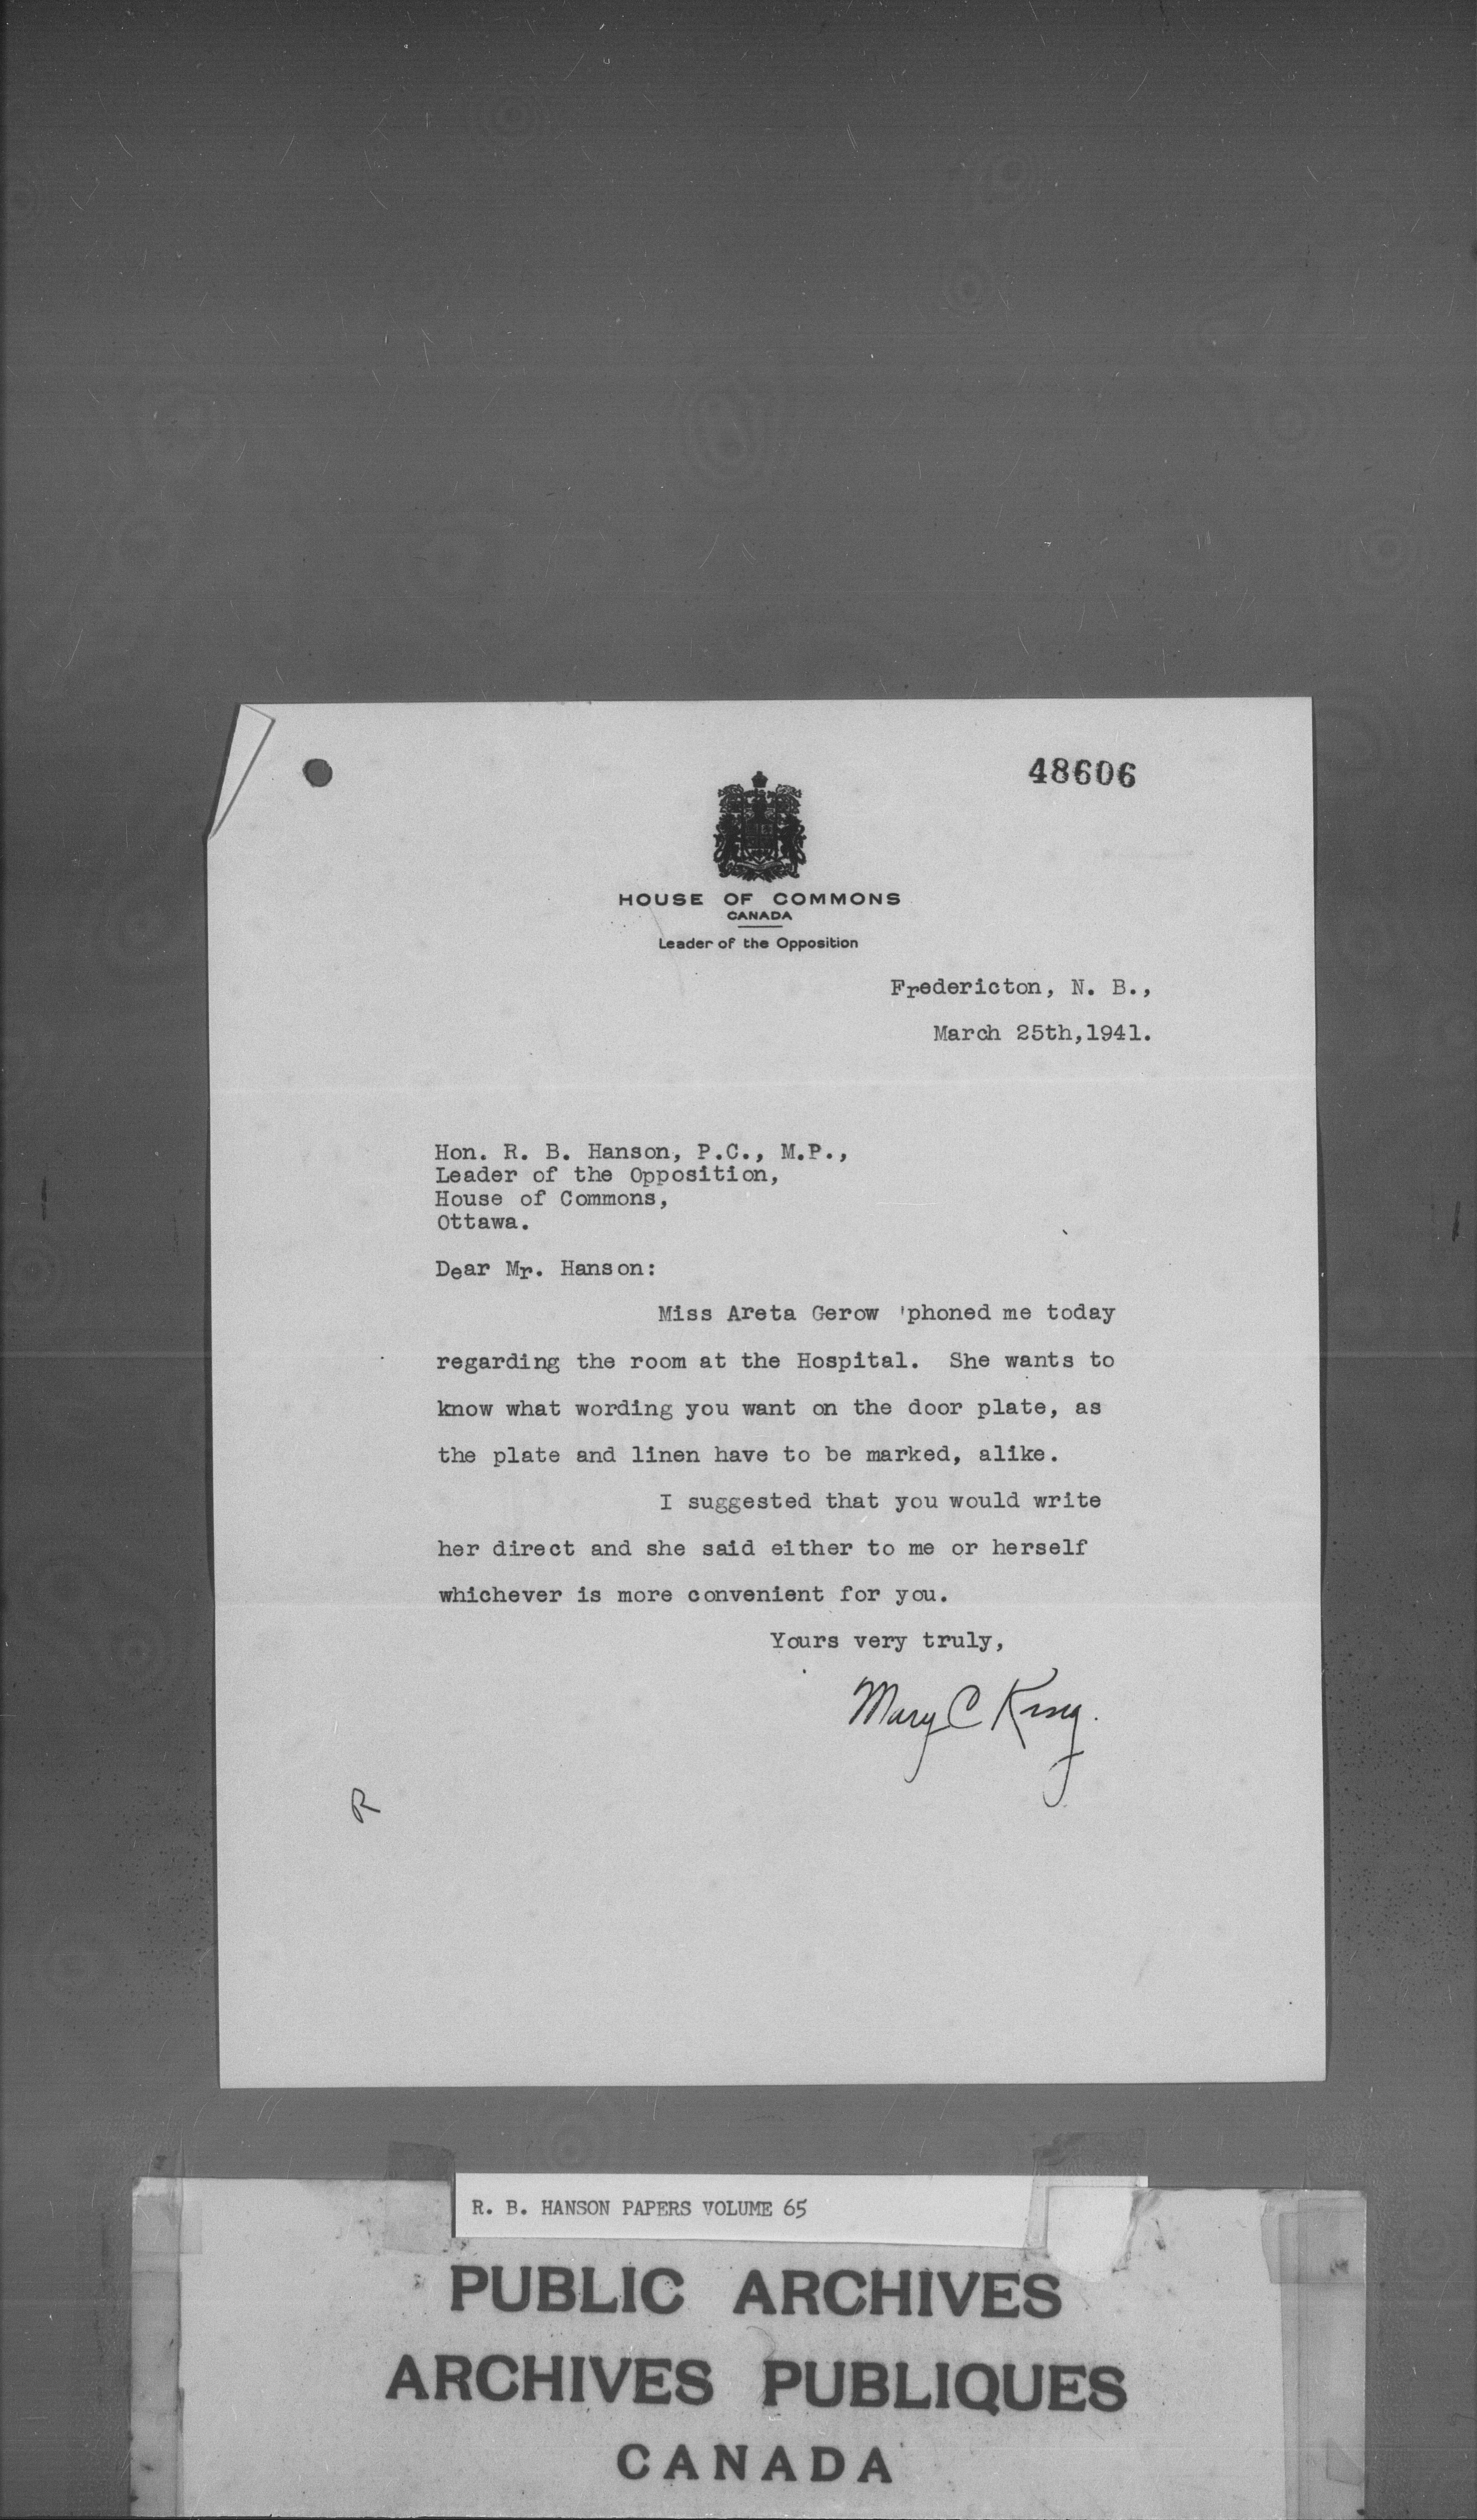 48606
HOUSE OF COMMONS
CANADA
Leader of the Opposition
Fredericton, N. B.,
March 25th,1941.
Hon. R. B. Hanson, P.C., M.P.,
Leader of the Opposition,
House of Commons,
Ottawa.
Dear Mr. Hanson:
Miss Areta Gerow 'phoned me today
regarding the room at the Hospital. She wants to
know what wording you want on the door plate, as
the plate and linen have to be marked, alike.
I suggested that you would write
her direct and she said either to me or herself
whichever is more convenient for you.
Yours very truly,
Mary C King.
R
R. B. HANSON PAPERS VOLUME 65
PUBLIC ARCHIVES
ARCHIVES PUBLIQUES
CANADA